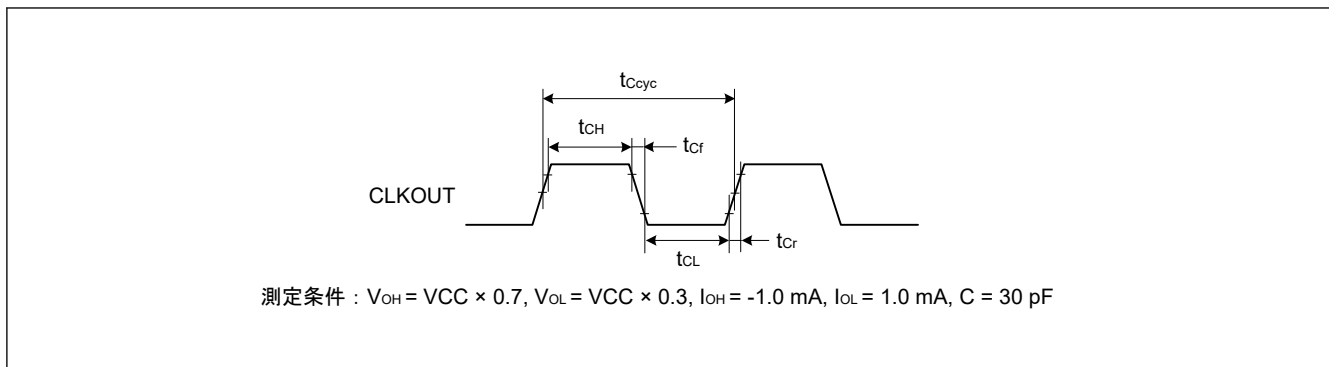 tCcyc
tCH
tCf
CLKOUT
tCL
tCr
測定条件：VOH = VCC × 0.7, VOL = VCC × 0.3, IOH = -1.0 mA, IOL = 1.0 mA, C = 30 pF